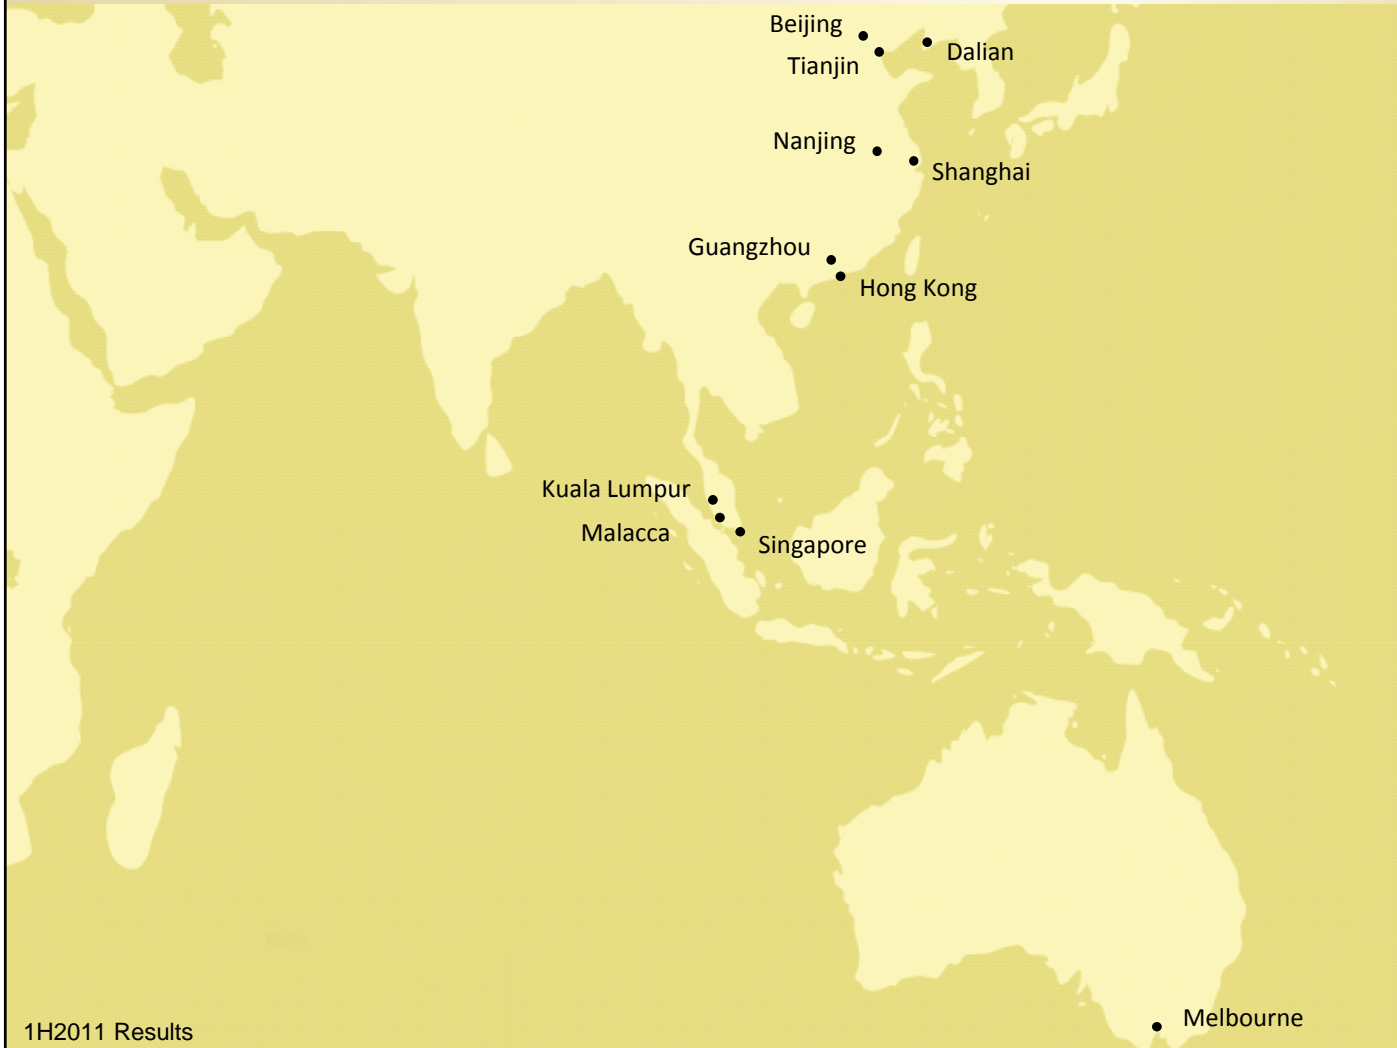 Beijing
Dalian
Tianjin
Nanjing
Shanghai
Guangzhou
Hong Kong
Kuala Lumpur
Malacca
Singapore
Melbourne
1H2011 Results